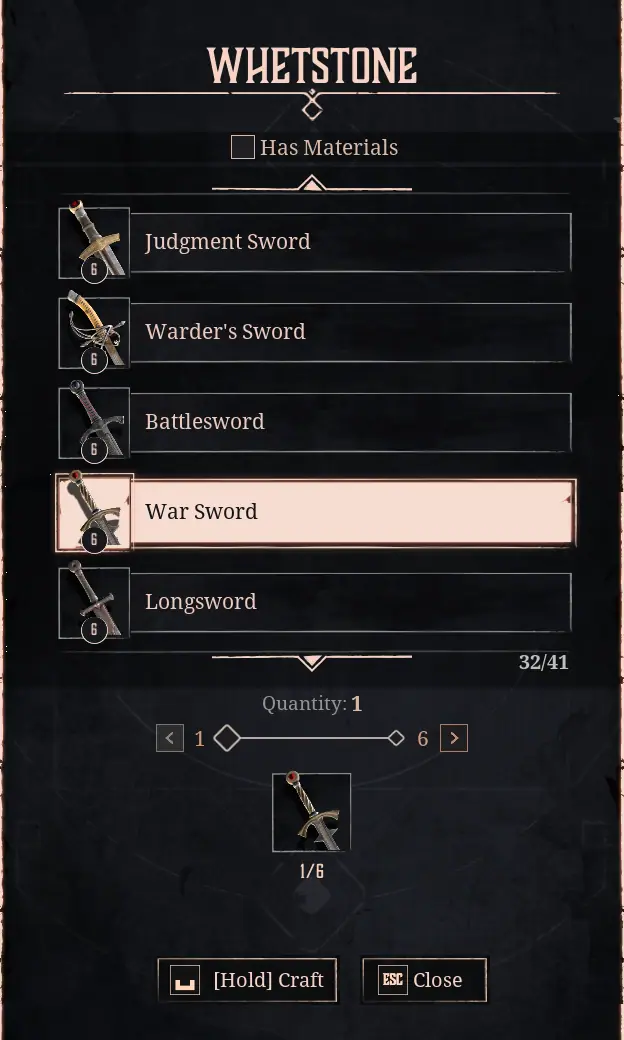 WHETSTONE
Has Materials
Judgment Sword
6
Warder's Sword
6
Battlesword
6
War Sword
6
Longsword
6
32/41
Quantity: 1
< 1 6 >
1/6
[Hold] Craft
ESC Close